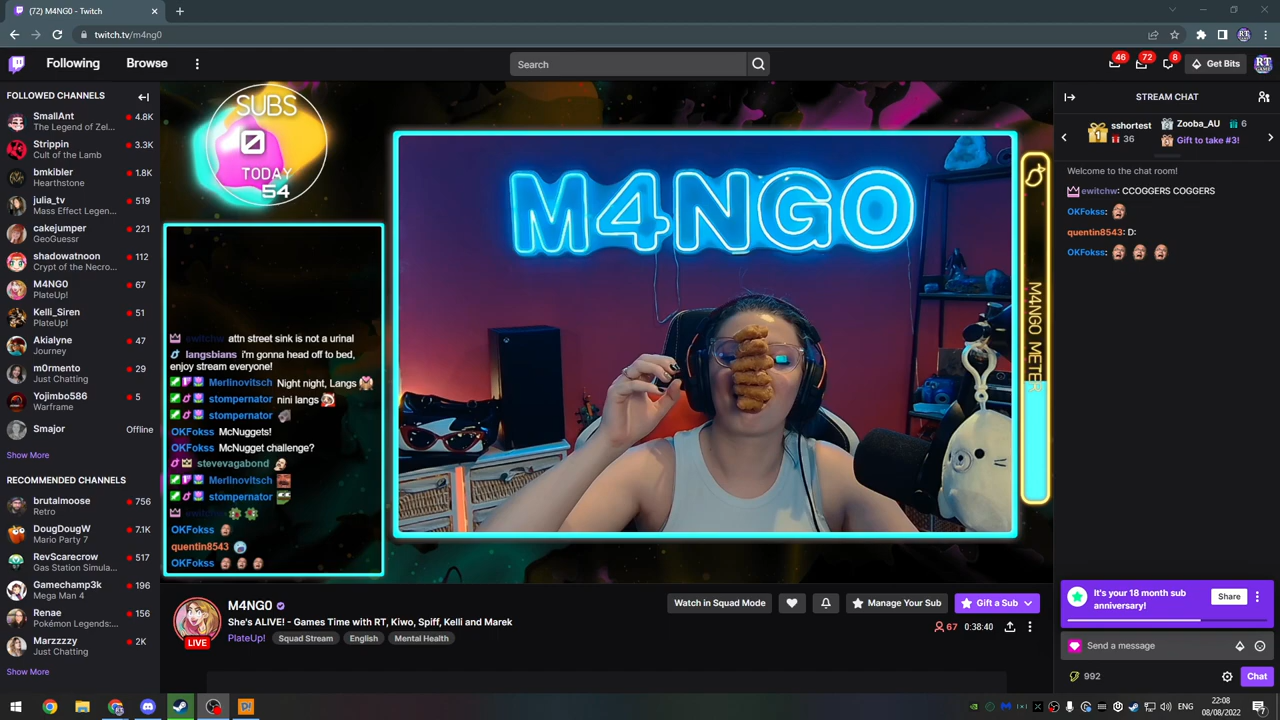 (72) M4NG0 - Twitch
twitch.tv/m4ng0
Following
Browse
Search
46
72
8
Get Bits
FOLLOWED CHANNELS
SmallAnt
4.8K
The Legend of Zel...
Strippin
3.3K
Cult of the Lamb
bmkibler
1.8K
Hearthstone
julia_tv
519
Mass Effect Legen...
cakejumper
221
GeoGuessr
shadowatnoon
112
Crypt of the Necro...
M4NG0
67
PlateUp!
Kelli_Siren
51
PlateUp!
Akialyne
47
Journey
m0rmento
29
Just Chatting
Yojimbo586
5
Warframe
Smajor
Offline
Show More
RECOMMENDED CHANNELS
brutalmoose
756
Retro
DougDougW
7.1K
Mario Party 7
RevScarecrow
517
Gas Station Simula...
Gamechamp3k
196
Mega Man 4
Renae
156
Pokémon Legends:...
Marzzzzy
2K
Just Chatting
Show More
SUBS
TODAY
54
ewitchw attn street sink is not a urinal
langsbians i'm gonna head off to bed,
enjoy stream everyone!
Merlinovitsch Night night, Langs
stompernator nini langs
stompernator
OKFokss McNuggets!
OKFokss McNugget challenge?
stevevagabond
Merlinovitsch
stompernator
ewitchw
OKFokss
quentin8543
OKFokss
M4NGO
M4NGO METER
LIVE
M4NG0
She's ALIVE! - Games Time with RT, Kiwo, Spiff, Kelli and Marek
PlateUp!
Squad Stream
English
Mental Health
Watch in Squad Mode
Manage Your Sub
Gift a Sub
67
0:38:40
STREAM CHAT
1
sshortest
36
Zooba_AU
6
Gift to take #3!
Welcome to the chat room!
ewitchw: CCOGGERS COGGERS
OKFokss:
quentin8543: D:
OKFokss:
It's your 18 month sub
anniversary!
Share
Send a message
992
Chat
ENG
22:08
08/08/2022